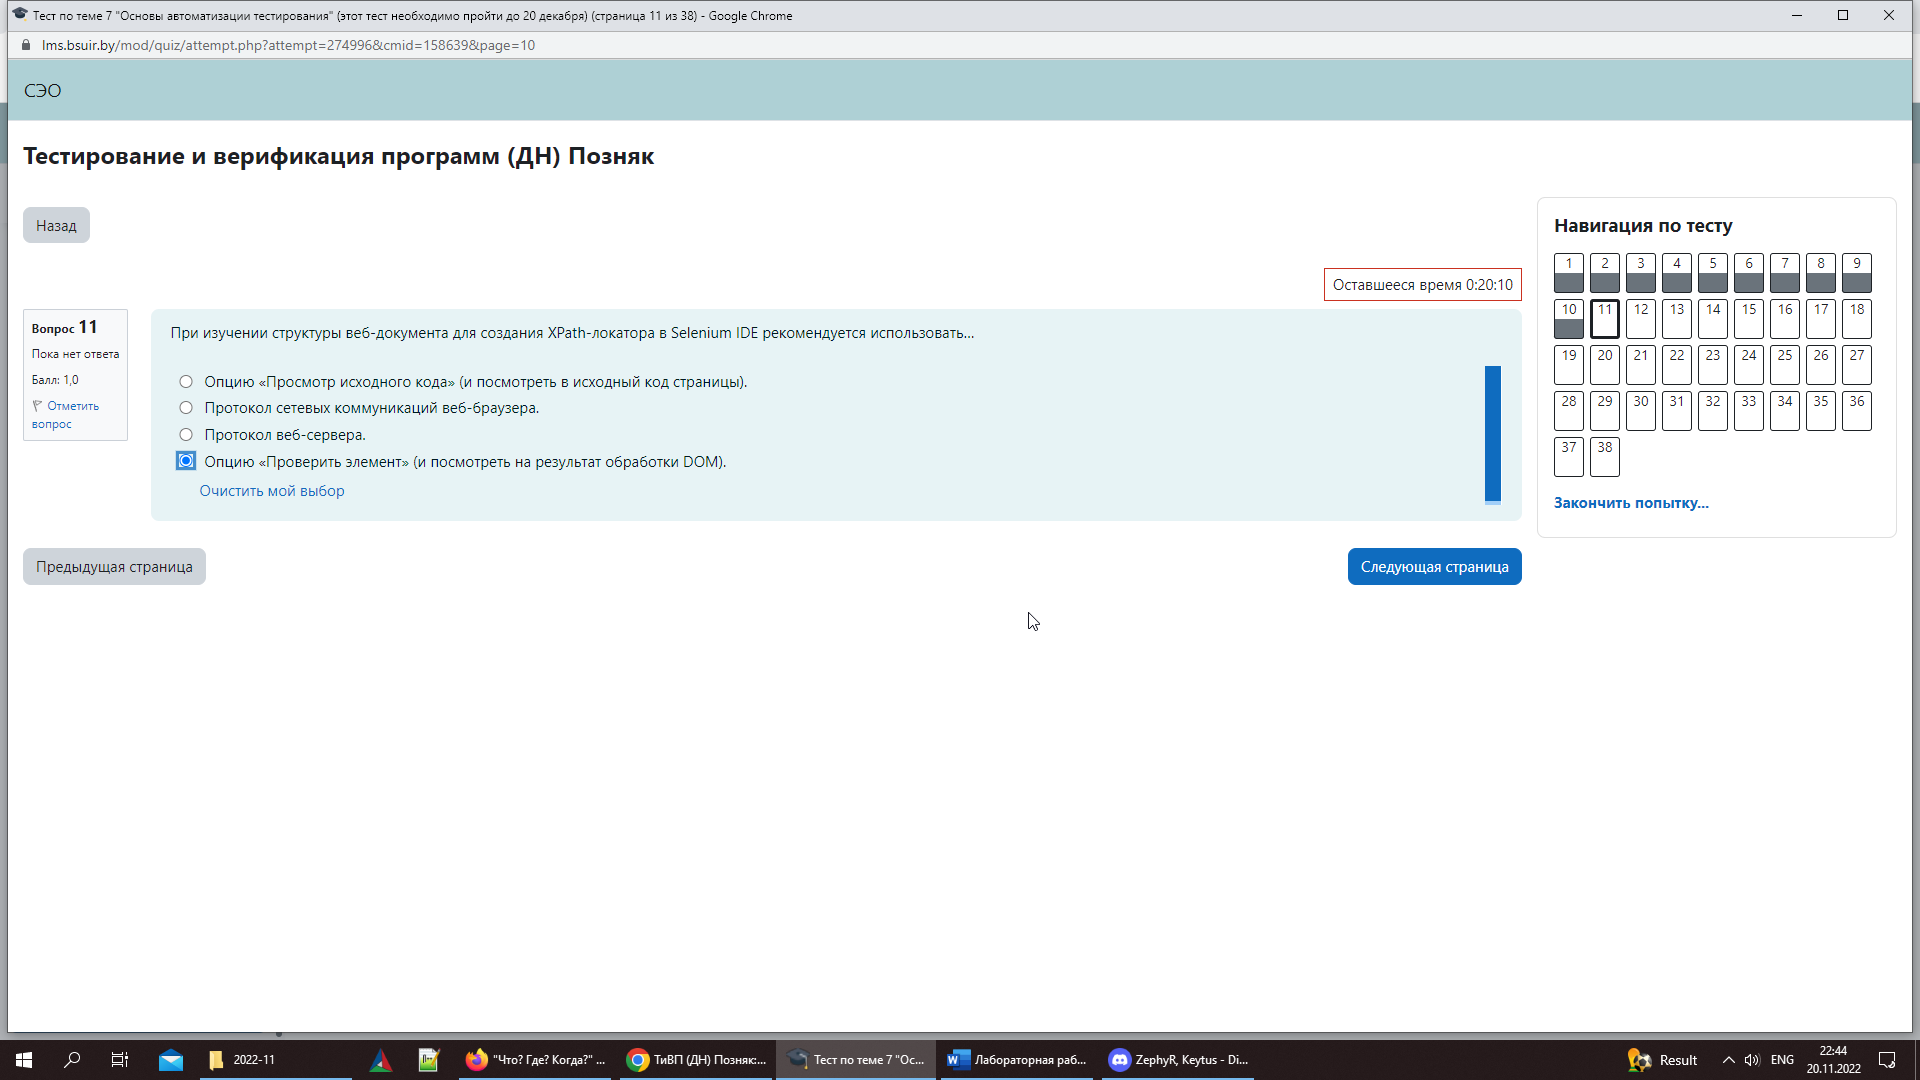 Тест по теме 7 "Основы автоматизации тестирования" (этот тест необходимо пройти до 20 декабря) (страница 11 из 38) - Google Chrome
lms.bsuir.by/mod/quiz/attempt.php?attempt=274996&cmid=158639&page=10
СЭО
Тестирование и верификация программ (ДН) Позняк
Назад
Оставшееся время 0:20:10
Вопрос 11
Пока нет ответа
Балл: 1,0
Отметить
вопрос
При изучении структуры веб-документа для создания XPath-локатора в Selenium IDE рекомендуется использовать...
Опцию «Просмотр исходного кода» (и посмотреть в исходный код страницы).
Протокол сетевых коммуникаций веб-браузера.
Протокол веб-сервера.
Опцию «Проверить элемент» (и посмотреть на результат обработки DOM).
Очистить мой выбор
Предыдущая страница
Следующая страница
Навигация по тесту
1 2 3 4 5 6 7 8 9
10 11 12 13 14 15 16 17 18
19 20 21 22 23 24 25 26 27
28 29 30 31 32 33 34 35 36
37 38
Закончить попытку...
2022-11
"Что? Где? Когда?" ...
ТиВП (ДН) Позняк:...
Тест по теме 7 "Ос...
Лабораторная раб...
ZephyR, Keytus - Di...
Result
ENG
22:44
20.11.2022